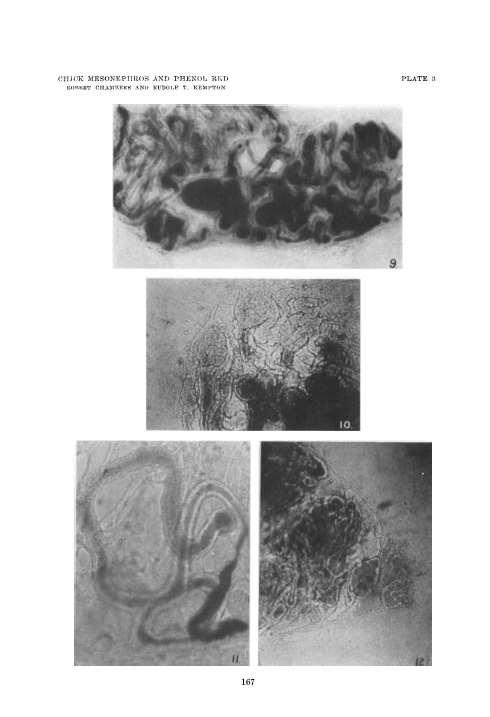 CHICK MESONEPHROS AND PHENOL RED
ROBERT CHAMBERS AND RUDOLF T. KEMPTON
PLATE 3
9.
10.
11.
12
167